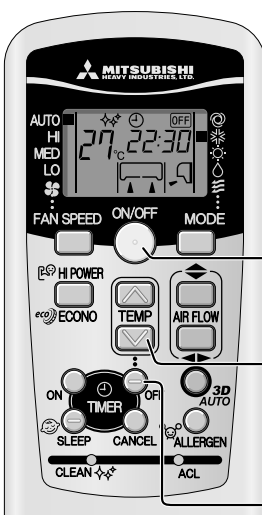 MITSUBISHI
HEAVY INDUSTRIES, LTD.
AUTO
HI
MED
LO
OFF
27°C 22:30
FAN SPEED
ON/OFF
MODE
HI POWER
eco ECONO
TEMP
AIR FLOW
ON
TIMER
OFF
3D
AUTO
SLEEP
CANCEL
ALLERGEN
CLEAN
ACL